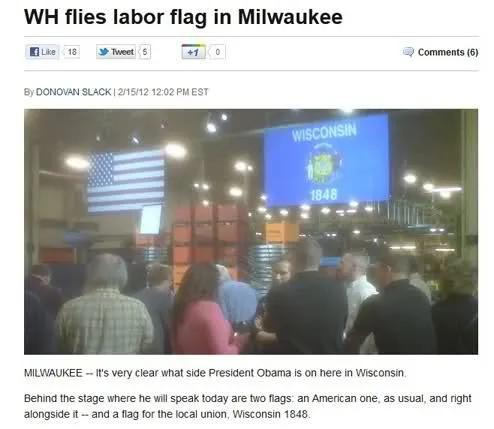 WH flies labor flag in Milwaukee
Like 18 Tweet 5 +1 0 Comments (6)
By DONOVAN SLACK | 2/15/12 12:02 PM EST
WISCONSIN
1848
MILWAUKEE -- It's very clear what side President Obama is on here in Wisconsin.
Behind the stage where he will speak today are two flags: an American one, as usual, and right
alongside it -- and a flag for the local union, Wisconsin 1848.